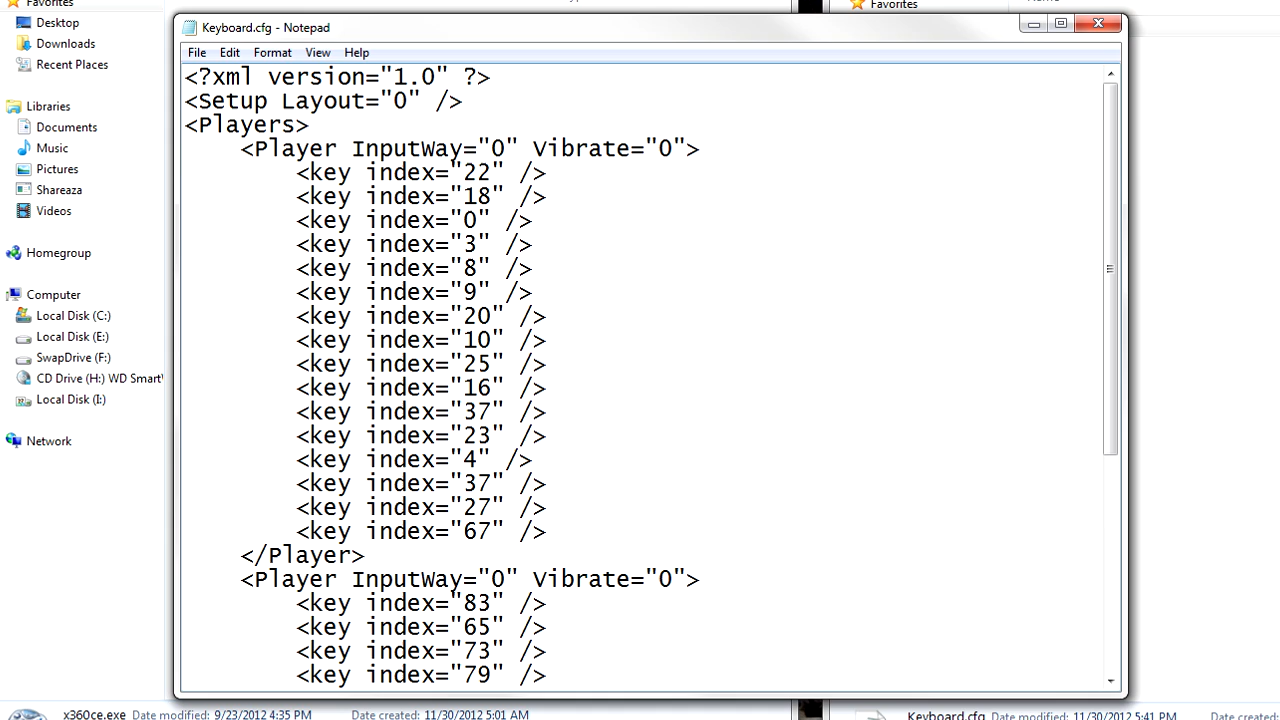 Favorites
Desktop
Downloads
Recent Places
Libraries
Documents
Music
Pictures
Shareaza
Videos
Homegroup
Computer
Local Disk (C:)
Local Disk (E:)
SwapDrive (F:)
CD Drive (H:) WD Smart
Local Disk (I:)
Network
Favorites
Keyboard.cfg - Notepad
File Edit Format View Help
<?xml version="1.0" ?>
<Setup Layout="0" />
<Players>
<Player InputWay="0" Vibrate="0">
<key index="22" />
<key index="18" />
<key index="0" />
<key index="3" />
<key index="8" />
<key index="9" />
<key index="20" />
<key index="10" />
<key index="25" />
<key index="16" />
<key index="37" />
<key index="23" />
<key index="4" />
<key index="37" />
<key index="27" />
<key index="67" />
</Player>
<Player InputWay="0" Vibrate="0">
<key index="83" />
<key index="65" />
<key index="73" />
<key index="79" />
x360ce.exe Date modified: 9/23/2012 4:35 PM Date created: 11/30/2012 5:01 AM
Keyboard.cfg Date modified: 11/30/2012 5:41 PM Date created: